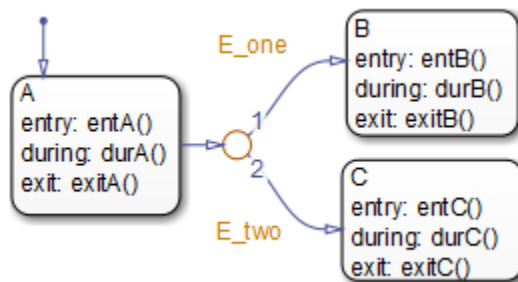 E_one
B
entry: entB()
during: durB()
exit: exitB()
A
entry: entA()
during: durA()
exit: exitA()
1
2
E_two
C
entry: entC()
during: durC()
exit: exitC()